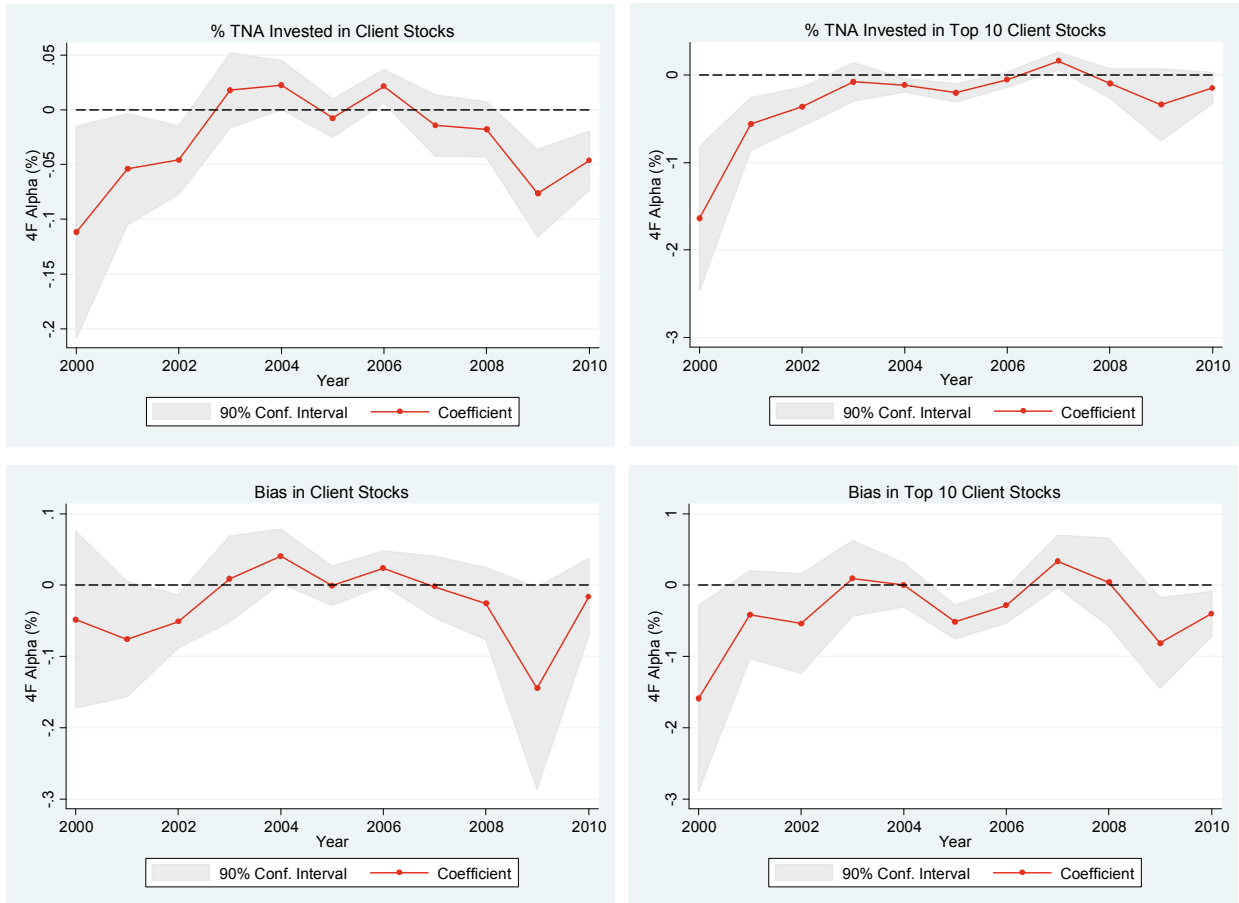 % TNA Invested in Client Stocks
4F Alpha (%)
.05
0
-.05
-.1
-.15
-.2
2000 2002 2004 2006 2008 2010
Year
90% Conf. Interval Coefficient
% TNA Invested in Top 10 Client Stocks
4F Alpha (%)
0
-.1
-.2
-.3
2000 2002 2004 2006 2008 2010
Year
90% Conf. Interval Coefficient
Bias in Client Stocks
4F Alpha (%)
.1
0
-.1
-.2
-.3
2000 2002 2004 2006 2008 2010
Year
90% Conf. Interval Coefficient
Bias in Top 10 Client Stocks
4F Alpha (%)
.1
0
-.1
-.2
-.3
2000 2002 2004 2006 2008 2010
Year
90% Conf. Interval Coefficient